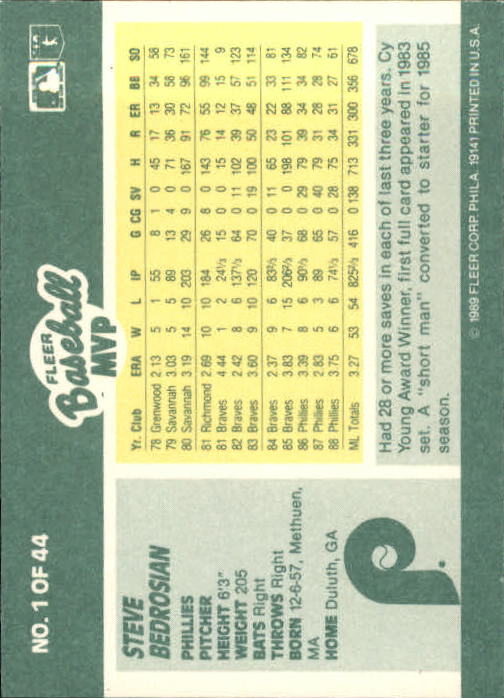 NO. 1 OF 44
FLEER
Baseball
MVP
STEVE
BEDROSIAN
PHILLIES
PITCHER
HEIGHT 6'3"
WEIGHT 205
BATS Right
THROWS Right
BORN 12-6-57, Methuen,
MA
HOME Duluth, GA
P
Yr. Club ERA W L IP G CG SV H R ER BB SO
78 Grenwood 2.13 5 1 55 8 1 0 45 17 13 34 58
79 Savannah 3.03 5 5 89 13 4 0 71 36 30 58 73
80 Savannah 3.19 14 10 203 29 9 0 167 91 72 96 161
81 Richmond 2.69 10 10 184 26 8 0 143 76 55 99 144
81 Braves 4.44 1 2 24⅓ 15 0 0 15 14 12 15 9
82 Braves 2.42 8 6 137⅔ 64 0 11 102 39 37 57 123
83 Braves 3.60 9 10 120 70 0 19 100 50 48 51 114
84 Braves 2.37 9 6 83⅔ 40 0 11 65 23 22 33 81
85 Braves 3.83 7 15 206⅔ 37 0 0 198 101 88 111 134
86 Phillies 3.39 8 6 90⅓ 68 0 29 79 39 34 34 82
87 Phillies 2.83 5 3 89 65 0 40 79 31 28 28 74
88 Phillies 3.75 6 6 74⅓ 57 0 28 75 34 31 27 61
ML Totals 3.27 53 54 825⅔ 416 0 138 713 331 300 356 678
Had 28 or more saves in each of last three years. Cy
Young Award Winner, first full card appeared in 1983
set. A "short man" converted to starter for 1985
season.
© 1989 FLEER CORP. PHILA. 19141 PRINTED IN U.S.A.